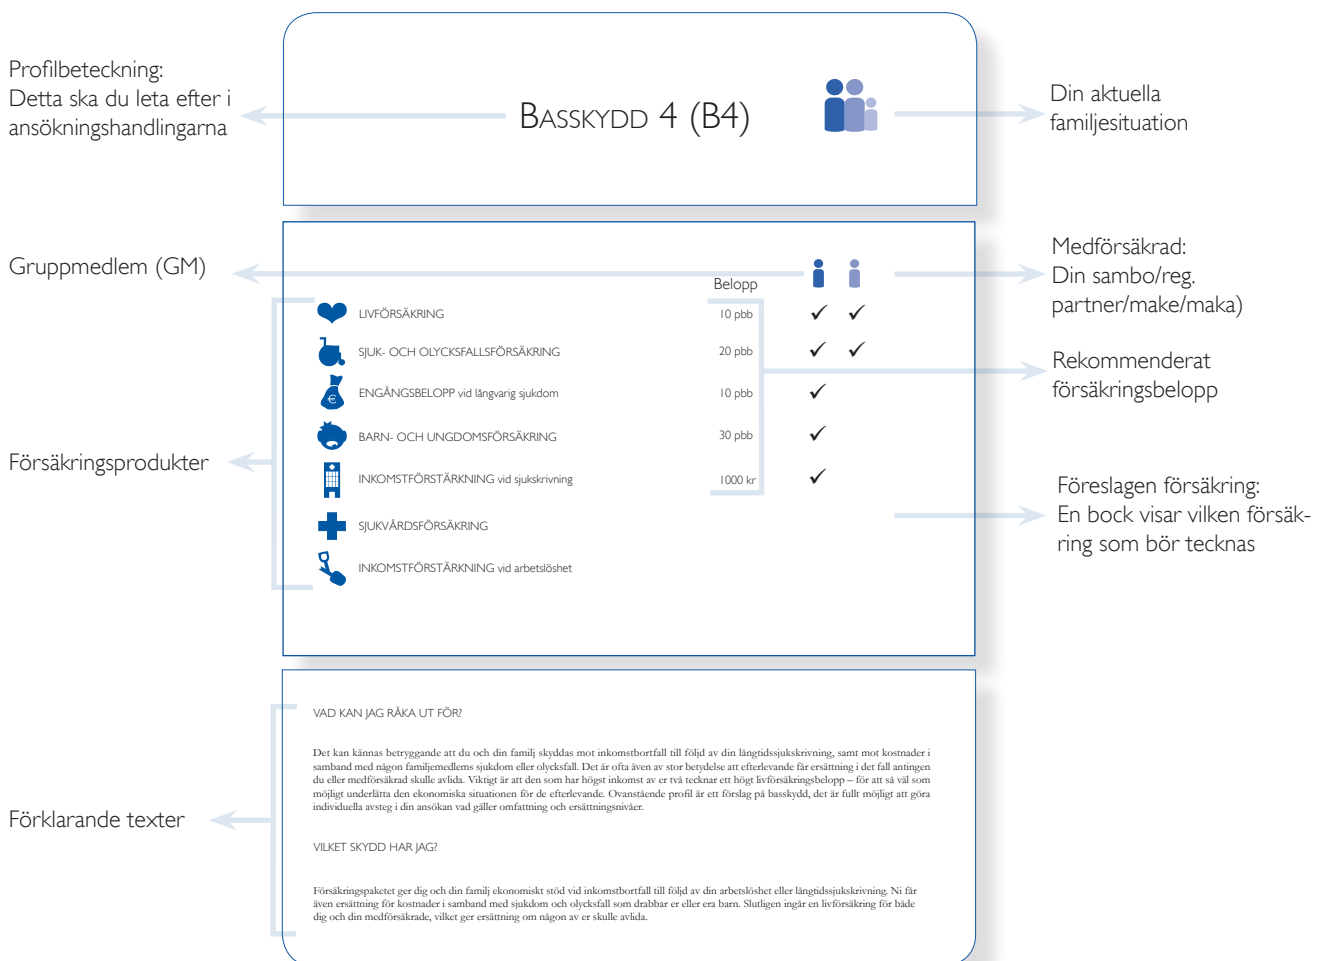 Profilbeteckning:
Detta ska du leta efter i
ansökningshandlingarna
BASSKYDD 4 (B4)
Din aktuella
familjesituation
Gruppmedlem (GM)
Medförsäkrad:
Din sambo/reg.
partner/make/maka)
Belopp
LIVFÖRSÄKRING 10 pbb ✓ ✓
SJUK- OCH OLYCKSFALLSFÖRSÄKRING 20 pbb ✓ ✓
Rekommenderat
försäkringsbelopp
€ ENGÅNGSBELOPP vid långvarig sjukdom 10 pbb ✓
BARN- OCH UNGDOMSFÖRSÄKRING 30 pbb ✓
Försäkringsprodukter
INKOMSTFÖRSTÄRKNING vid sjukskrivning 1000 kr ✓
Föreslagen försäkring:
En bock visar vilken försäk-
ring som bör tecknas
SJUKVÅRDSFÖRSÄKRING
INKOMSTFÖRSTÄRKNING vid arbetslöshet
VAD KAN JAG RÅKA UT FÖR?
Det kan kännas betryggande att du och din familj skyddas mot inkomstbortfall till följd av din långtidssjukskrivning, samt mot kostnader i
samband med någon familjemedlems sjukdom eller olycksfall. Det är ofta även av stor betydelse att efterlevande får ersättning i det fall antingen
du eller medförsäkrad skulle avlida. Viktigt är att den som har högst inkomst av er två tecknar ett högt livförsäkringsbelopp – för att så väl som
möjligt underlätta den ekonomiska situationen för de efterlevande. Ovanstående profil är ett förslag på basskydd, det är fullt möjligt att göra
individuella avsteg i din ansökan vad gäller omfattning och ersättningsnivåer.
Förklarande texter
VILKET SKYDD HAR JAG?
Försäkringspaketet ger dig och din familj ekonomiskt stöd vid inkomstbortfall till följd av din arbetslöshet eller långtidssjukskrivning. Ni får
även ersättning för kostnader i samband med sjukdom och olycksfall som drabbar er eller era barn. Slutligen ingår en livförsäkring för både
dig och din medförsäkrade, vilket ger ersättning om någon av er skulle avlida.